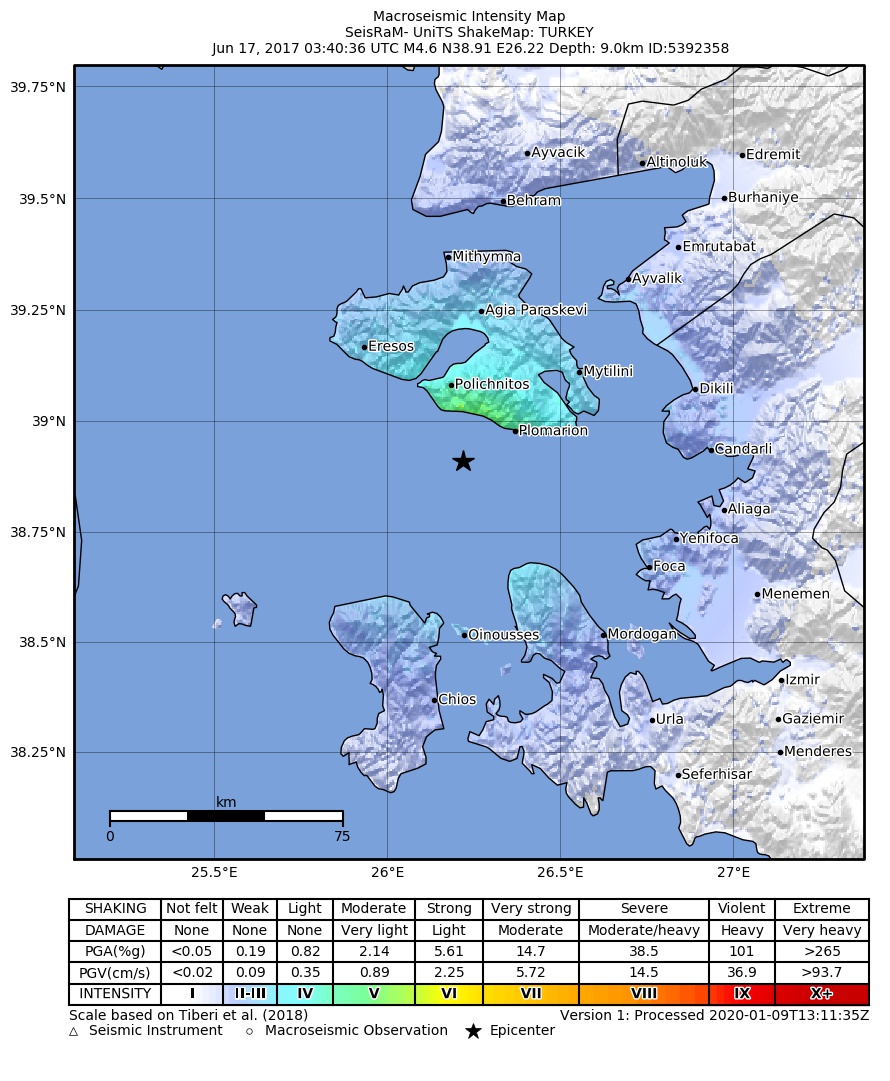 Macroseismic Intensity Map
SeisRaM- UniTS ShakeMap: TURKEY
Jun 17, 2017 03:40:36 UTC M4.6 N38.91 E26.22 Depth: 9.0km ID:5392358
39.75°N
Ayvacik
Altinoluk
Edremit
39.5°N
Behram
Burhaniye
Emrutabat
Mithymna
Ayvalik
39.25°N
Agia Paraskevi
Eresos
Mytilini
Polichnitos
Dikili
39°N
Plomarion
Candarli
Aliaga
38.75°N
Yenifoca
Foca
Menemen
38.5°N
Oinousses
Mordogan
Izmir
Chios
Urla
Gaziemir
38.25°N
Menderes
Seferhisar
km
0 75
25.5°E 26°E 26.5°E 27°E
SHAKING Not felt Weak Light Moderate Strong Very strong Severe Violent Extreme
DAMAGE None None None Very light Light Moderate Moderate/heavy Heavy Very heavy
PGA(%g) <0.05 0.19 0.82 2.14 5.61 14.7 38.5 101 >265
PGV(cm/s) <0.02 0.09 0.35 0.89 2.25 5.72 14.5 36.9 >93.7
INTENSITY I II-III IV V VI VII VIII IX X+
Scale based on Tiberi et al. (2018) Version 1: Processed 2020-01-09T13:11:35Z
Seismic Instrument Macroseismic Observation Epicenter